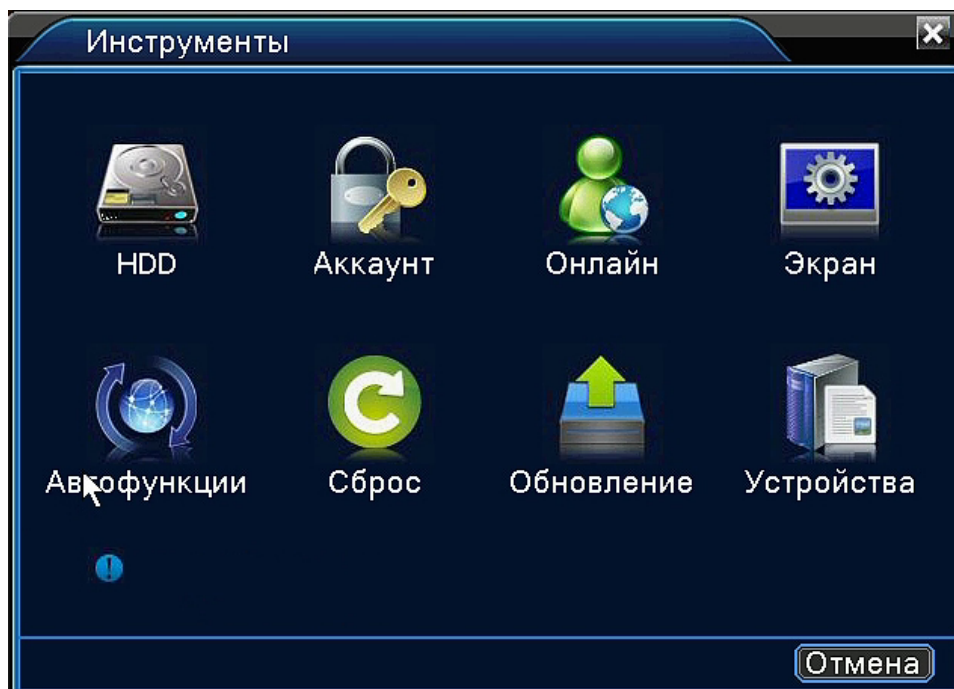 Инструменты
HDD Аккаунт Онлайн Экран
Автофункции Сброс Обновление Устройства
Отмена